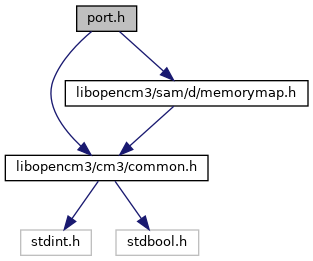 port.h
libopencm3/sam/d/memorymap.h
libopencm3/cm3/common.h
stdint.h
stdbool.h